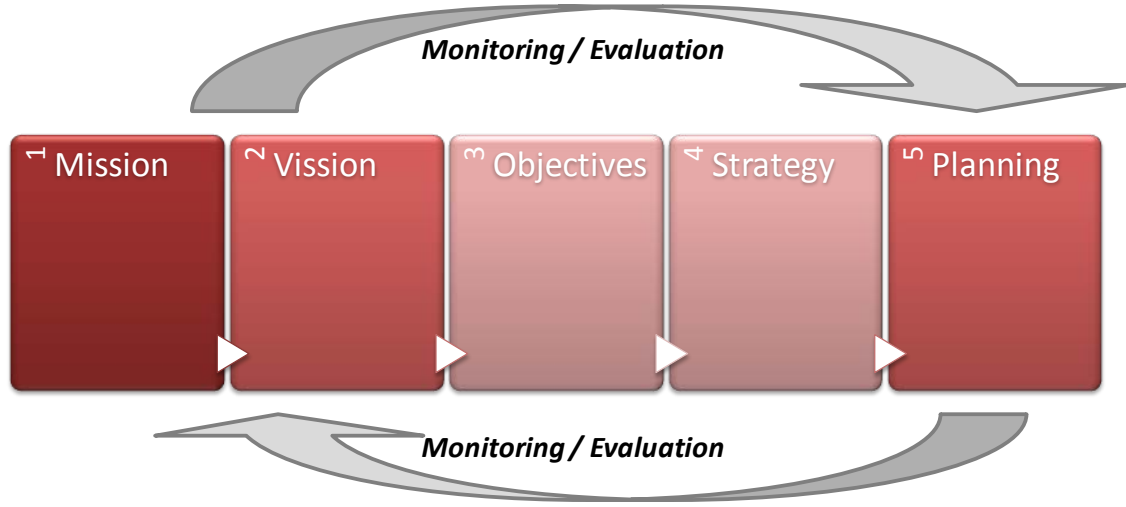 Monitoring / Evaluation
1 Mission
2 Vission
3 Objectives
4 Strategy
5 Planning
Monitoring / Evaluation